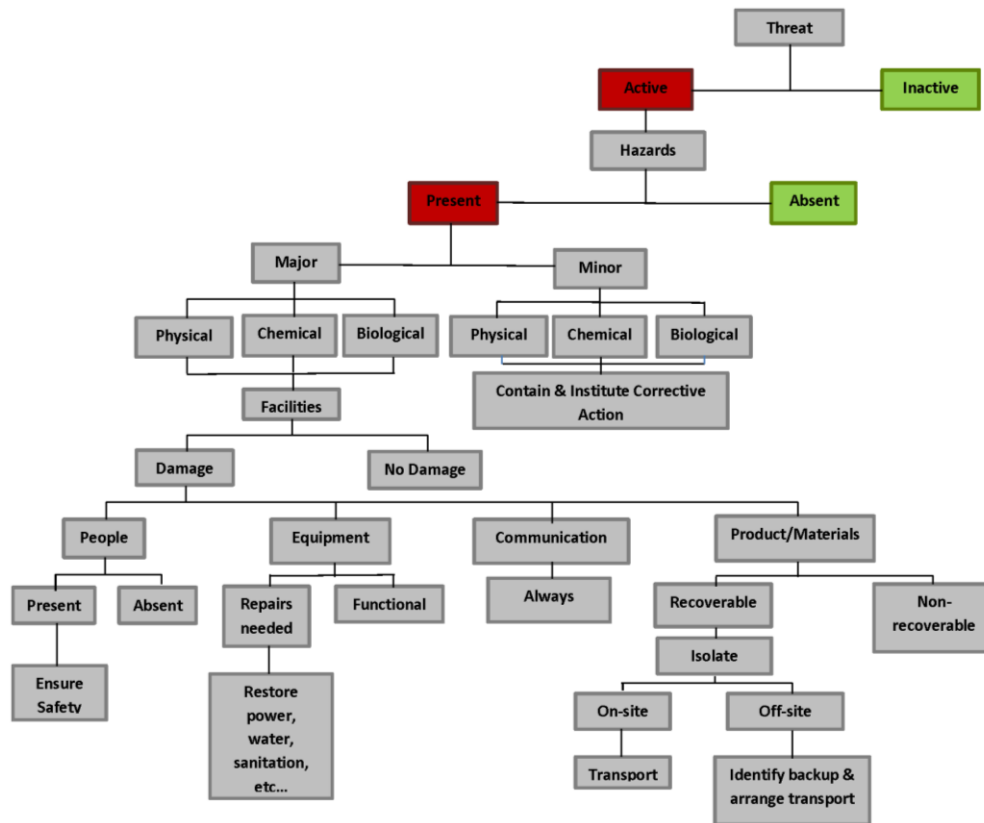 Threat
Active
Inactive
Hazards
Present
Absent
Major
Minor
Physical
Chemical
Biological
Physical
Chemical
Biological
Facilities
Contain & Institute Corrective
Action
Damage
No Damage
People
Equipment
Communication
Product/Materials
Present
Absent
Repairs
needed
Functional
Always
Recoverable
Non-
recoverable
Isolate
Ensure
Safety
Restore
power,
water,
sanitation,
etc...
On-site
Off-site
Transport
Identify backup &
arrange transport